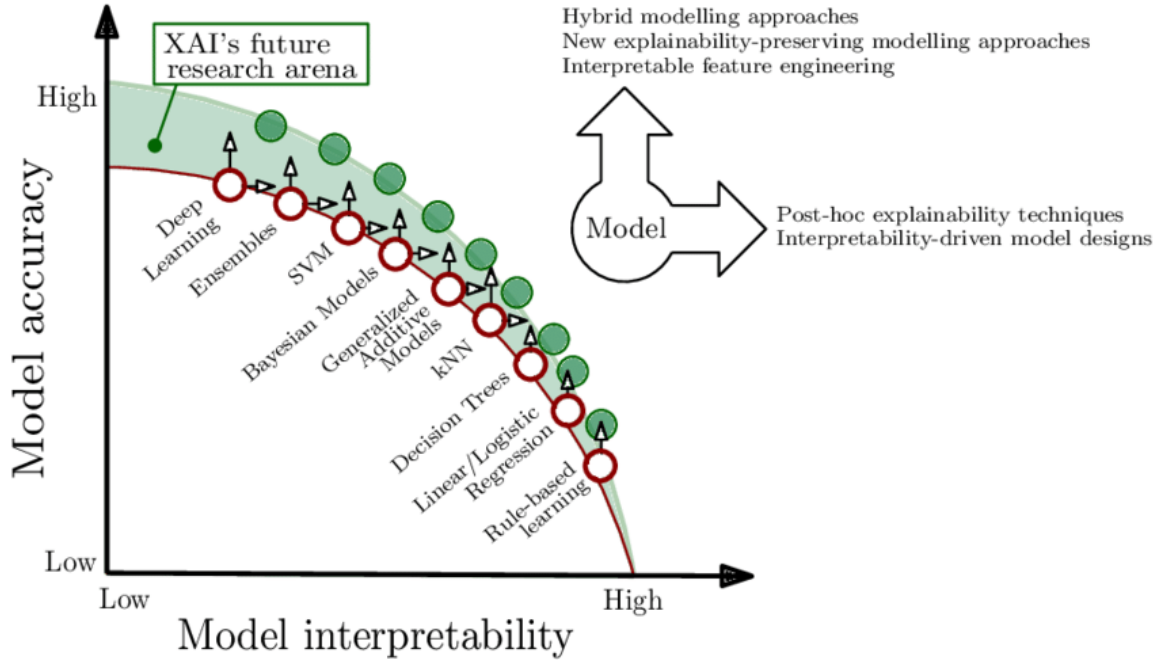 XAI's future
research arena
High
Low
Model accuracy
Low
High
Model interpretability
Deep
Learning
Ensembles
SVM
Bayesian Models
Generalized
Additive
Models
kNN
Decision Trees
Linear/Logistic
Regression
Rule-based
learning
Hybrid modelling approaches
New explainability-preserving modelling approaches
Interpretable feature engineering
Model
Post-hoc explainability techniques
Interpretability-driven model designs